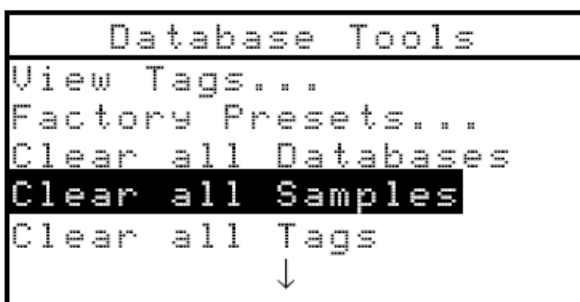 Database Tools
View Tags...
Factory Presets...
Clear all Databases
Clear all Samples
Clear all Tags
↓